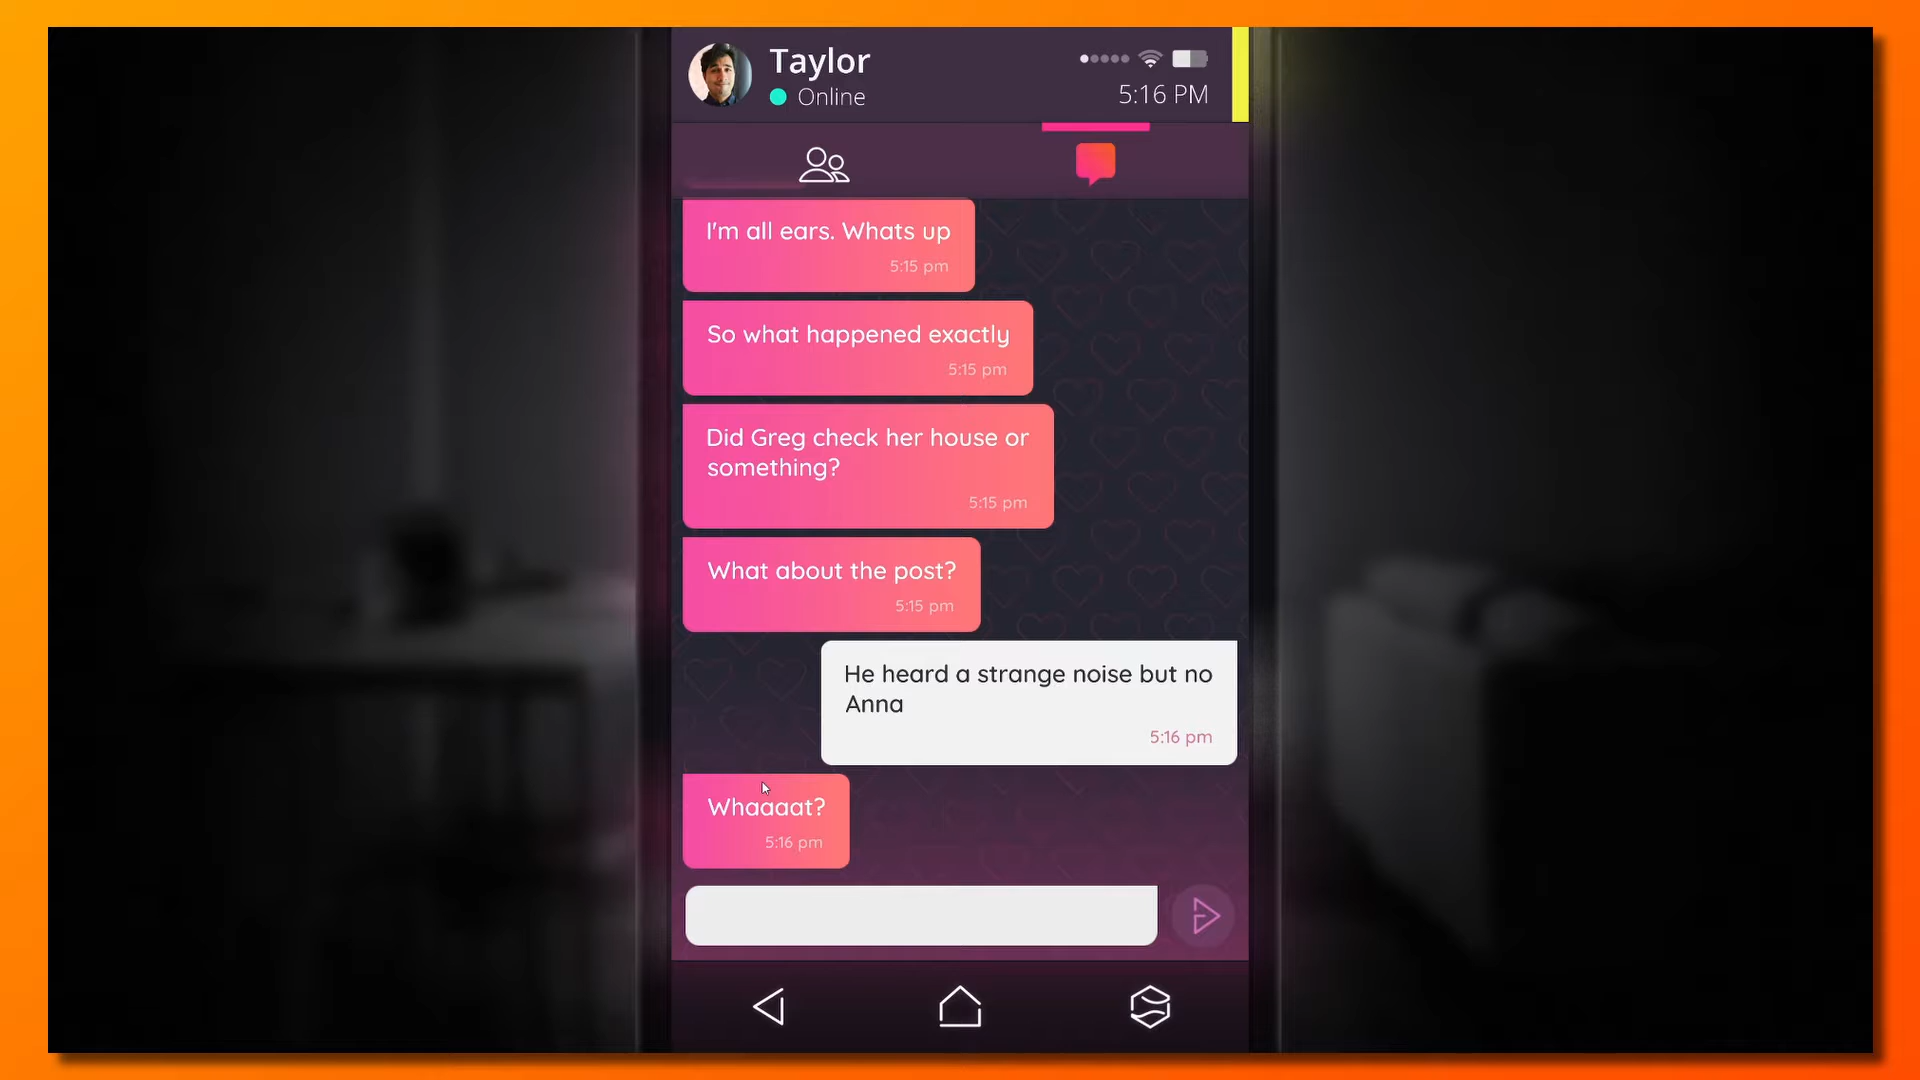 Taylor
Online
5:16 PM
I'm all ears. Whats up
5:15 pm
So what happened exactly
5:15 pm
Did Greg check her house or
something?
5:15 pm
What about the post?
5:15 pm
He heard a strange noise but no
Anna
5:16 pm
Whaaaat?
5:16 pm